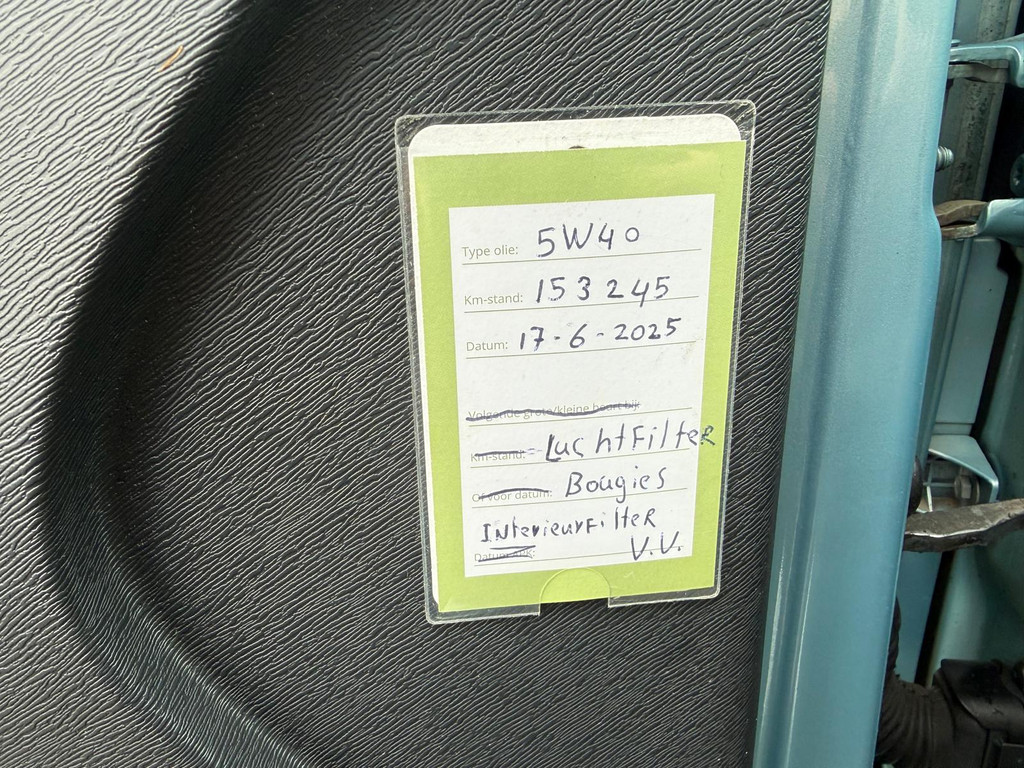 Type olie: 5W40
Km-stand: 153245
Datum: 17-6-2025
Volgende grote/kleine beurt bij:
Km-stand: LuchtFilteR
Of voor datum: Bougies
InterieurFilteR
Datum APK: V.V.